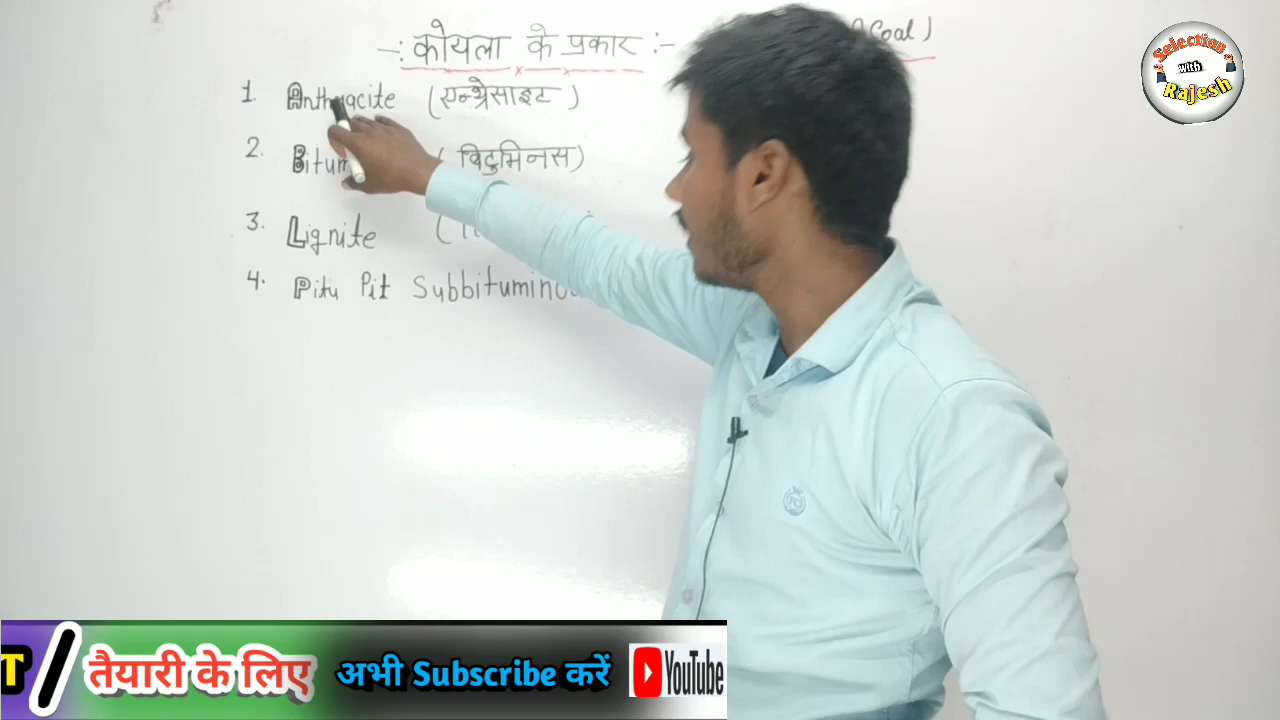 -: कोयला के प्रकार :- Coal )
1. Anthracite (एन्थ्रेसाइट )
2. Bitum ( विटुमिनस)
3. Lignite (
4. Pitu Pit Subbitumino
Selection
with
Rajesh
T / तैयारी के लिए अभी Subscribe करें YouTube